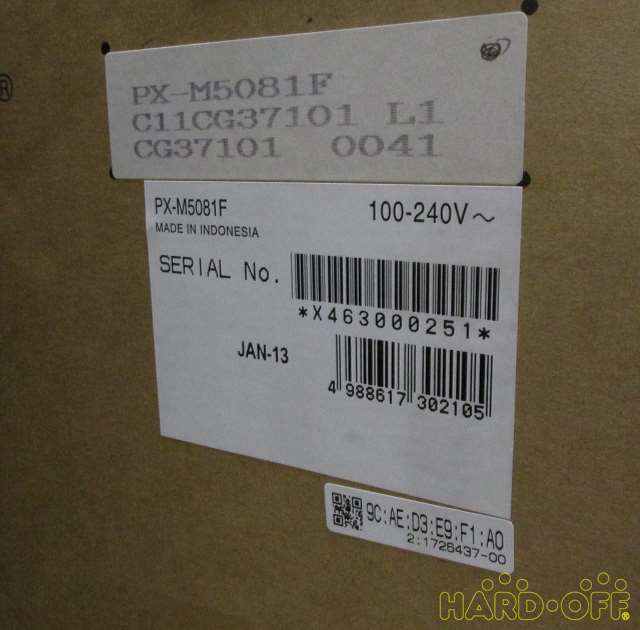 ®
PX-M5081F
C11CG37101 L1
CG37101 0041
PX-M5081F 100-240V～
MADE IN INDONESIA
SERIAL No.
*X463000251*
JAN-13
4 988617 302105
9C:AE:D3:E9:F1:A0
2:1726437-00
HARD・OFF